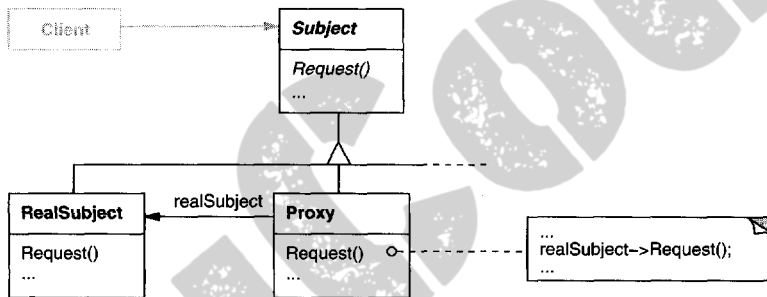 Client
Subject
Request()
...
RealSubject
Request()
...
realSubject
Proxy
Request()
...
...
realSubject->Request();
...